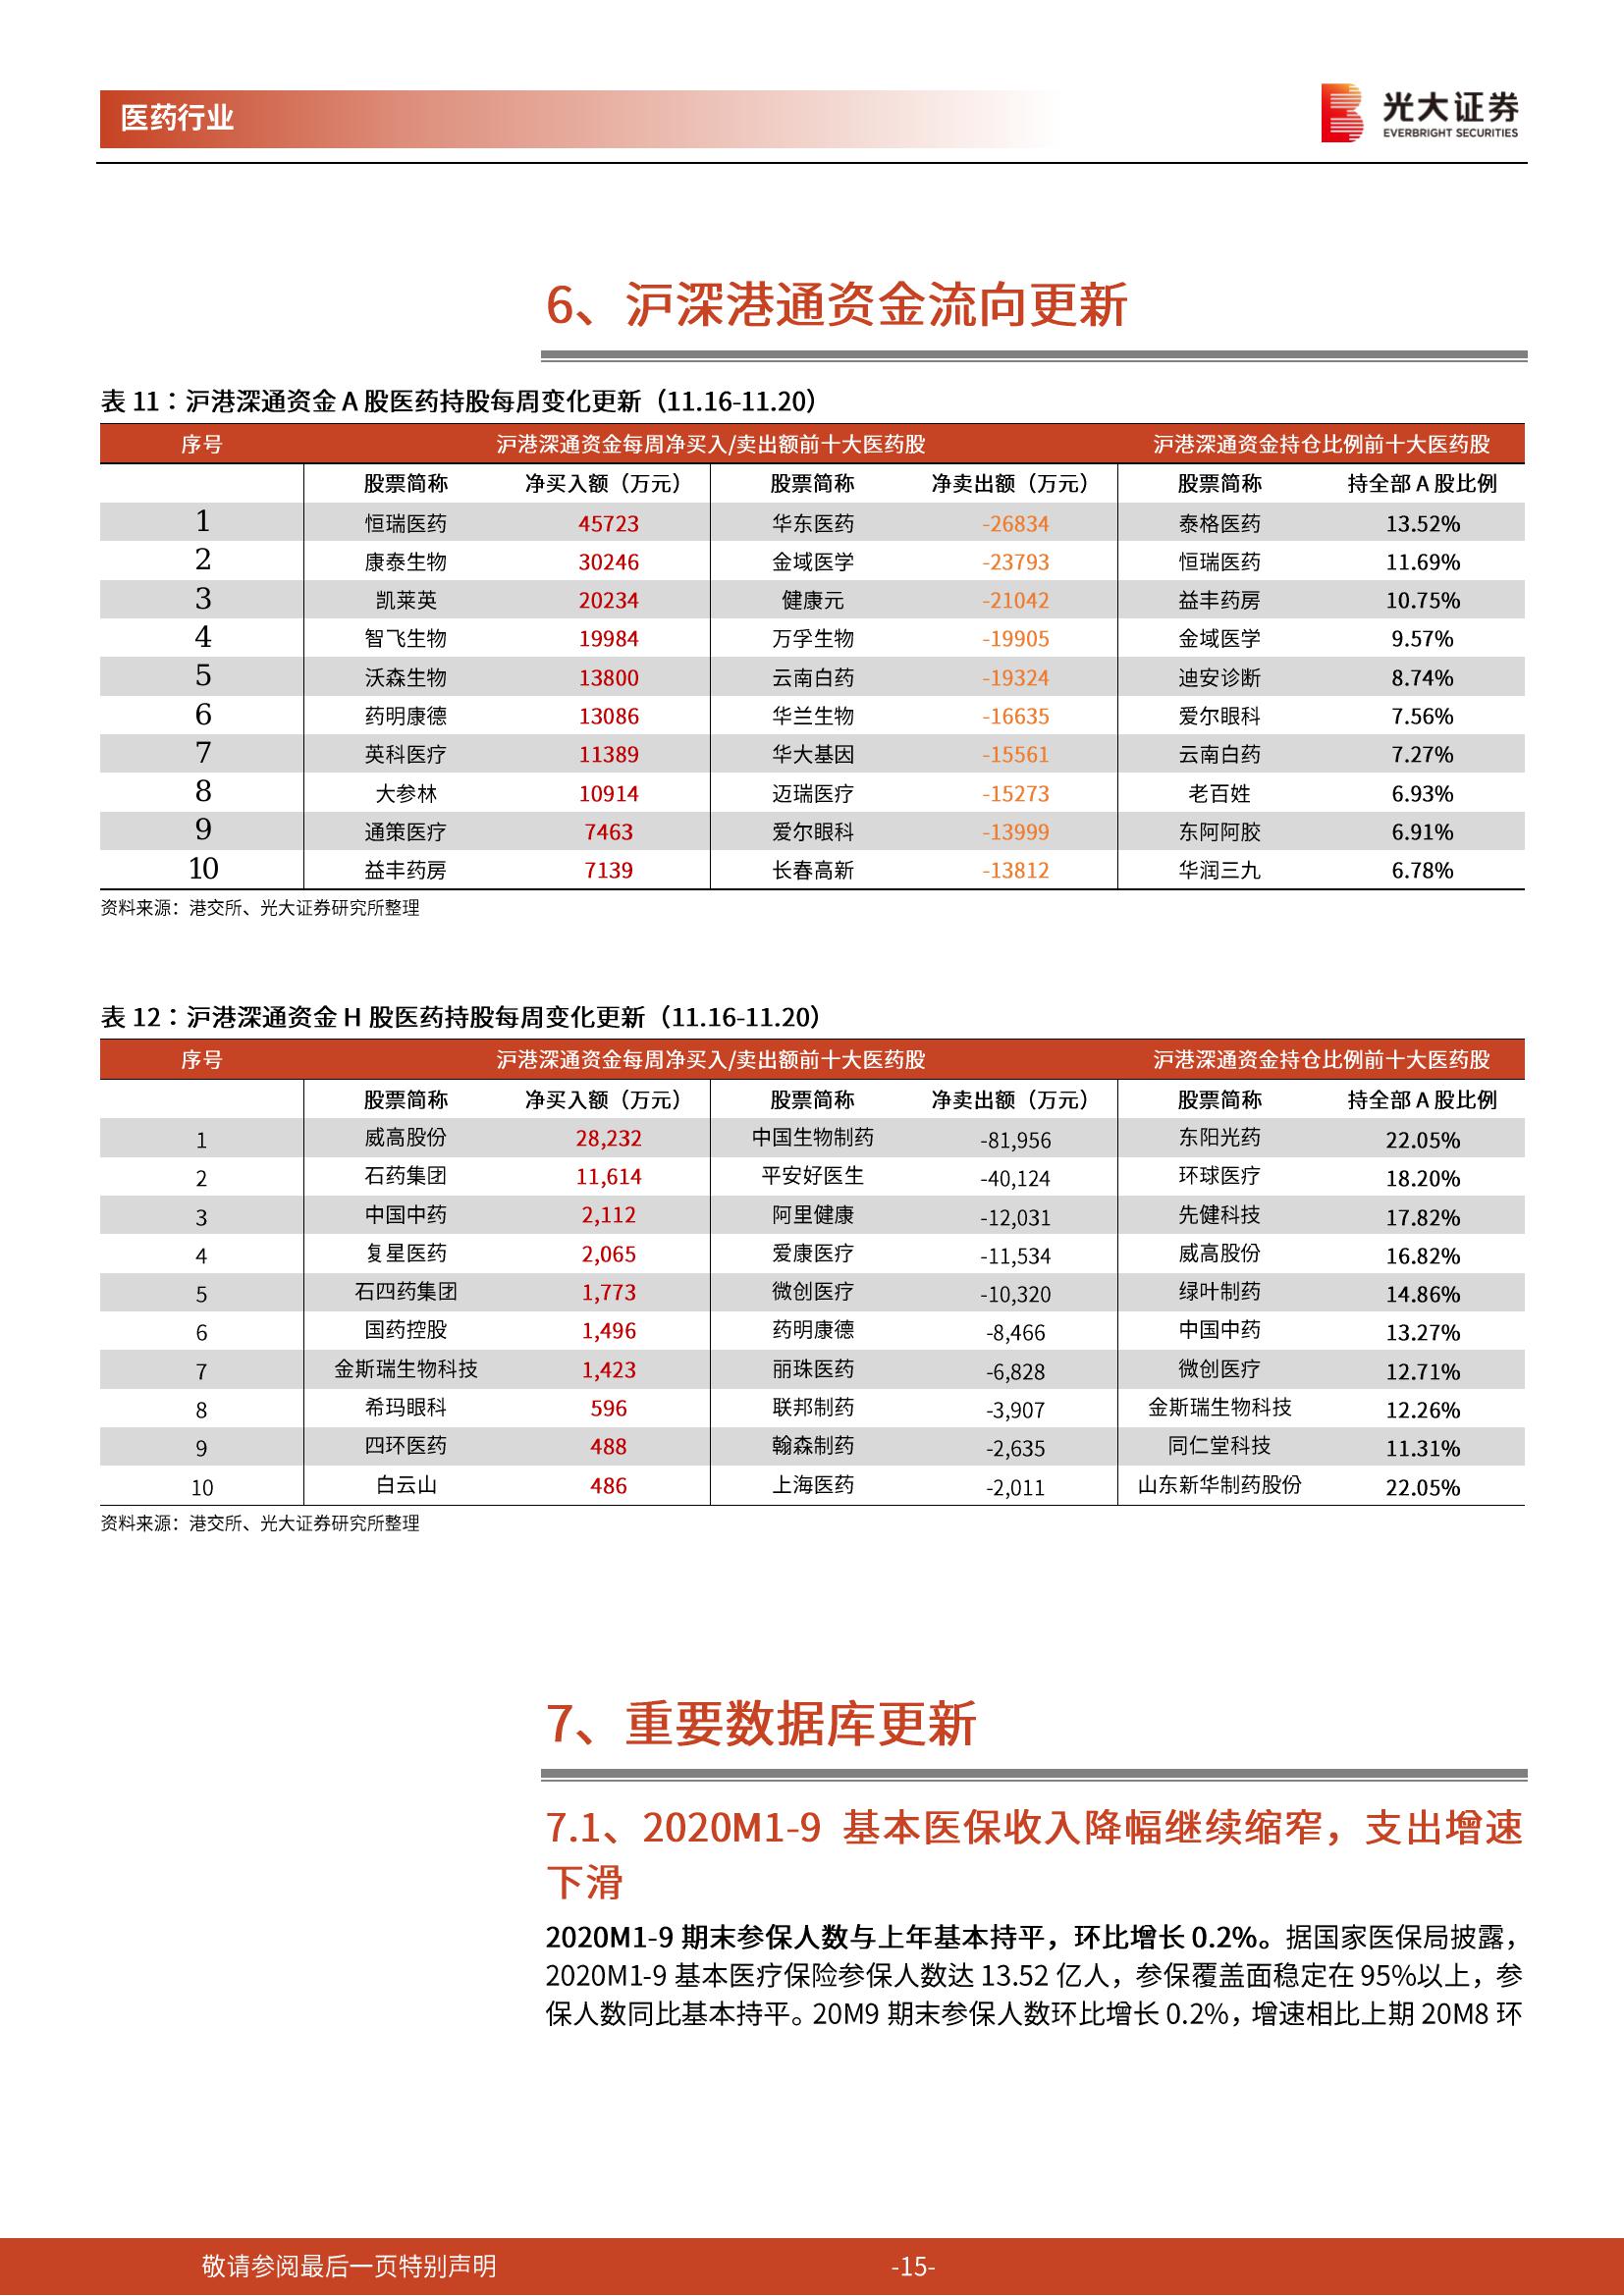 医药行业
光大证券
EVERBRIGHT SECURITIES
6、沪深港通资金流向更新
表 11：沪港深通资金 A 股医药持股每周变化更新（11.16-11.20）
序号 沪港深通资金每周净买入/卖出额前十大医药股 沪港深通资金持仓比例前十大医药股
股票简称 净买入额（万元） 股票简称 净卖出额（万元） 股票简称 持全部 A 股比例
1 恒瑞医药 45723 华东医药 -26834 泰格医药 13.52%
2 康泰生物 30246 金域医学 -23793 恒瑞医药 11.69%
3 凯莱英 20234 健康元 -21042 益丰药房 10.75%
4 智飞生物 19984 万孚生物 -19905 金域医学 9.57%
5 沃森生物 13800 云南白药 -19324 迪安诊断 8.74%
6 药明康德 13086 华兰生物 -16635 爱尔眼科 7.56%
7 英科医疗 11389 华大基因 -15561 云南白药 7.27%
8 大参林 10914 迈瑞医疗 -15273 老百姓 6.93%
9 通策医疗 7463 爱尔眼科 -13999 东阿阿胶 6.91%
10 益丰药房 7139 长春高新 -13812 华润三九 6.78%
资料来源：港交所、光大证券研究所整理
表 12：沪港深通资金 H 股医药持股每周变化更新（11.16-11.20）
序号 沪港深通资金每周净买入/卖出额前十大医药股 沪港深通资金持仓比例前十大医药股
股票简称 净买入额（万元） 股票简称 净卖出额（万元） 股票简称 持全部 A 股比例
1 威高股份 28,232 中国生物制药 -81,956 东阳光药 22.05%
2 石药集团 11,614 平安好医生 -40,124 环球医疗 18.20%
3 中国中药 2,112 阿里健康 -12,031 先健科技 17.82%
4 复星医药 2,065 爱康医疗 -11,534 威高股份 16.82%
5 石四药集团 1,773 微创医疗 -10,320 绿叶制药 14.86%
6 国药控股 1,496 药明康德 -8,466 中国中药 13.27%
7 金斯瑞生物科技 1,423 丽珠医药 -6,828 微创医疗 12.71%
8 希玛眼科 596 联邦制药 -3,907 金斯瑞生物科技 12.26%
9 四环医药 488 翰森制药 -2,635 同仁堂科技 11.31%
10 白云山 486 上海医药 -2,011 山东新华制药股份 22.05%
资料来源：港交所、光大证券研究所整理
7、重要数据库更新
7.1、2020M1-9 基本医保收入降幅继续缩窄，支出增速
下滑
2020M1-9 期末参保人数与上年基本持平，环比增长 0.2%。据国家医保局披露，
2020M1-9 基本医疗保险参保人数达 13.52 亿人，参保覆盖面稳定在 95%以上，参
保人数同比基本持平。20M9 期末参保人数环比增长 0.2%，增速相比上期 20M8 环
敬请参阅最后一页特别声明 -15-